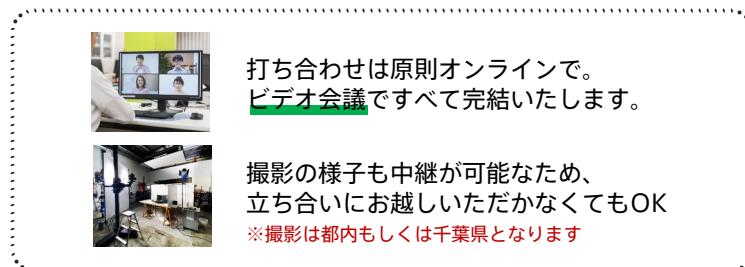 打ち合わせは原則オンラインで。
ビデオ会議ですべて完結いたします。
撮影の様子も中継が可能なため、
立ち合いにお越しいただかなくてもOK
※撮影は都内もしくは千葉県となります